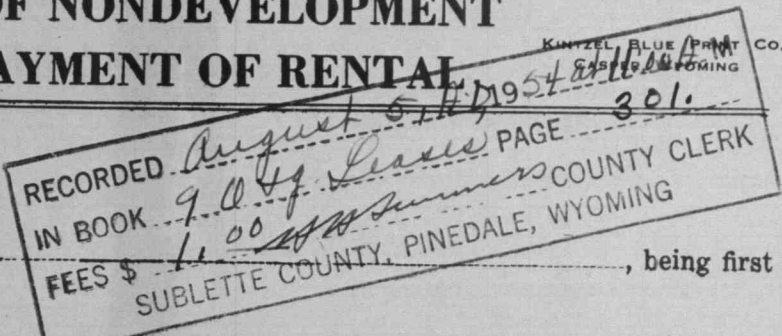 OF NONDEVELOPMENT
KINTZEL BLUE PRINT CO.
CASPER, WYOMING
AYMENT OF RENTAL
RECORDED August 5, A.D., 1954 at 11:00 A M
IN BOOK 9 O & G Leases PAGE 301.
FEES $ 1.00 COUNTY CLERK
SUBLETTE COUNTY, PINEDALE, WYOMING
, being first